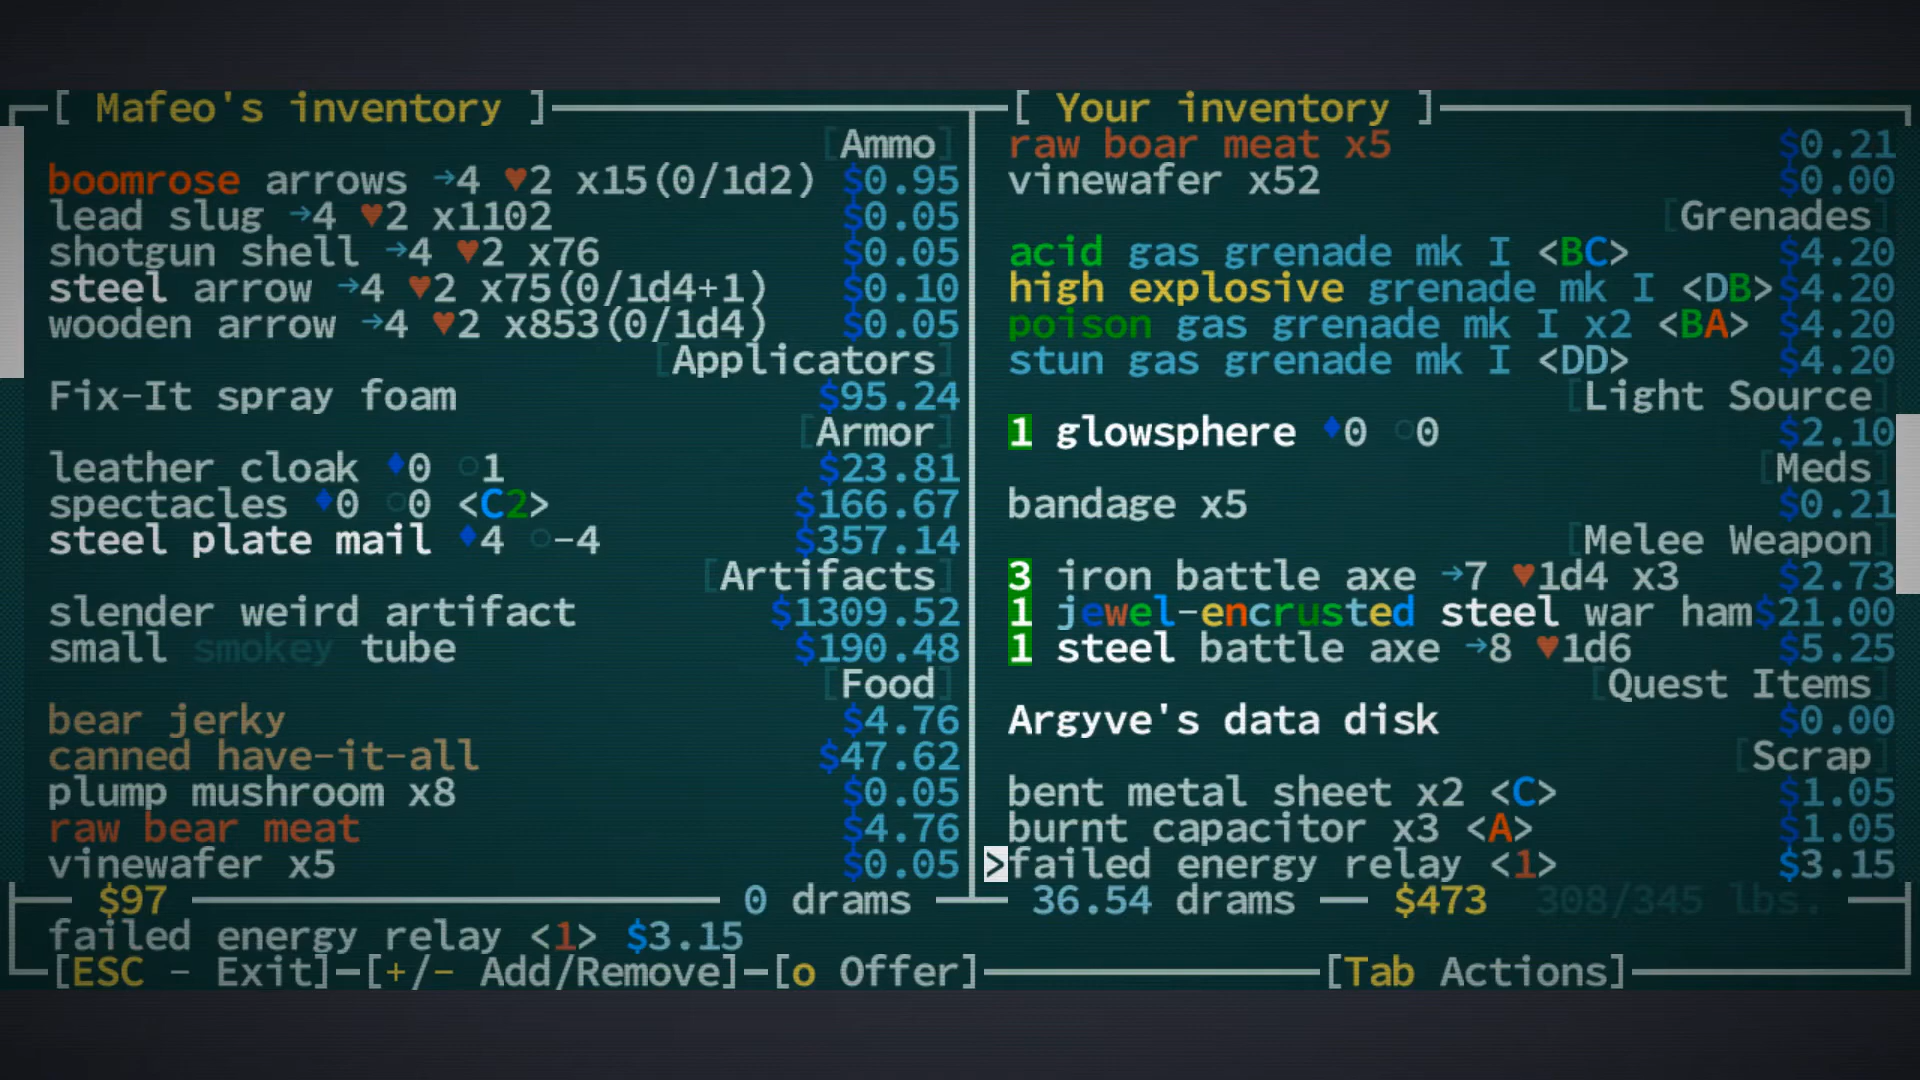 [ Mafeo's inventory ]
[Ammo]
boomrose arrows →4 ♥2 x15(0/1d2) $0.95
lead slug →4 ♥2 x1102 $0.05
shotgun shell →4 ♥2 x76 $0.05
steel arrow →4 ♥2 x75(0/1d4+1) $0.10
wooden arrow →4 ♥2 x853(0/1d4) $0.05
[Applicators]
Fix-It spray foam $95.24
[Armor]
leather cloak ♦0 ○1 $23.81
spectacles ♦0 ○0 <C2> $166.67
steel plate mail ♦4 ○-4 $357.14
[Artifacts]
slender weird artifact $1309.52
small smokey tube $190.48
[Food]
bear jerky $4.76
canned have-it-all $47.62
plump mushroom x8 $0.05
raw bear meat $4.76
vinewafer x5 $0.05
$97 0 drams
[ Your inventory ]
raw boar meat x5 $0.21
vinewafer x52 $0.00
[Grenades]
acid gas grenade mk I <BC> $4.20
high explosive grenade mk I <DB> $4.20
poison gas grenade mk I x2 <BA> $4.20
stun gas grenade mk I <DD> $4.20
[Light Source]
1 glowsphere ♦0 ○0 $2.10
[Meds]
bandage x5 $0.21
[Melee Weapon]
3 iron battle axe →7 ♥1d4 x3 $2.73
1 jewel-encrusted steel war ham $21.00
1 steel battle axe →8 ♥1d6 $5.25
[Quest Items]
Argyve's data disk $0.00
[Scrap]
bent metal sheet x2 <C> $1.05
burnt capacitor x3 <A> $1.05
>failed energy relay <1> $3.15
36.54 drams $473 308/345 lbs.
failed energy relay <1> $3.15
[ESC - Exit]-[+/- Add/Remove]-[o Offer] [Tab Actions]